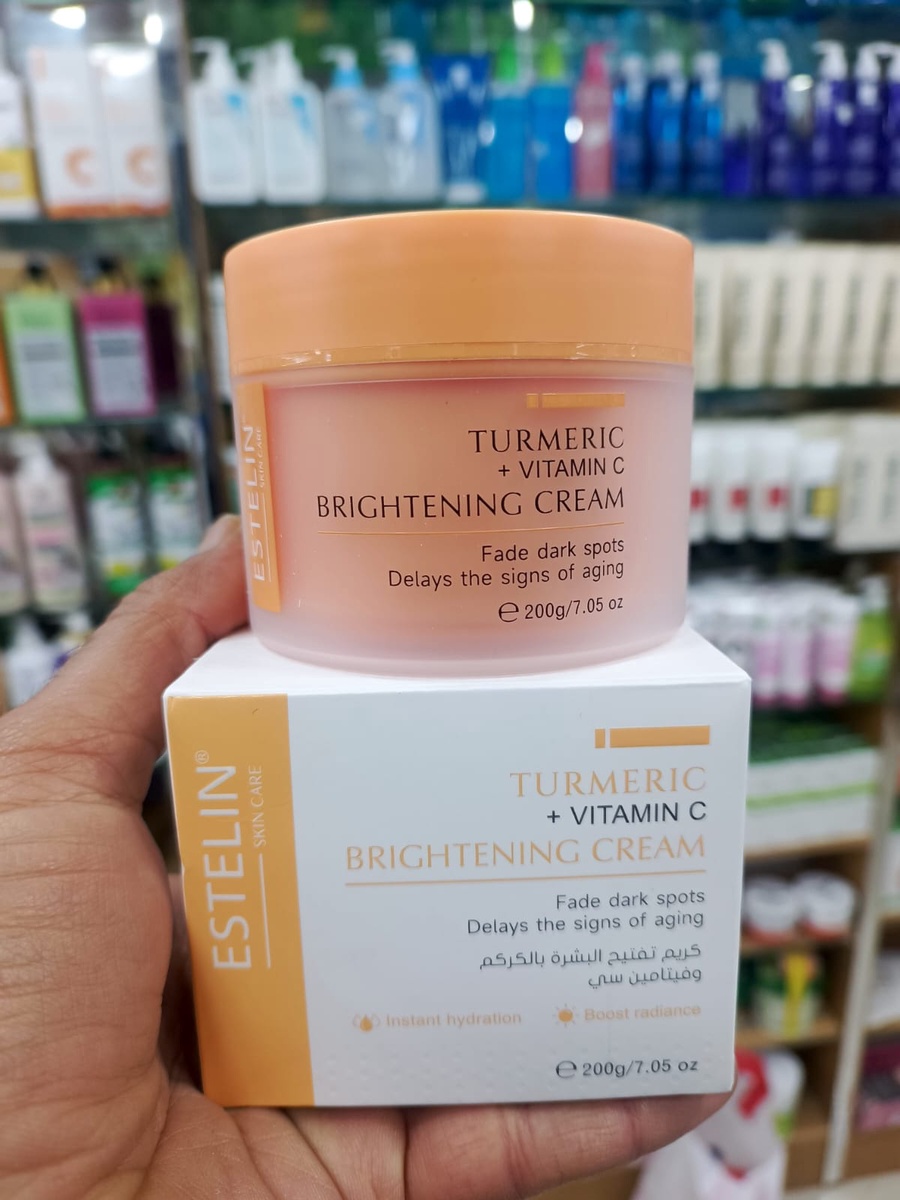 ESTELIN
SKIN CARE
TURMERIC
+ VITAMIN C
BRIGHTENING CREAM
Fade dark spots
Delays the signs of aging
℮ 200g/7.05 oz
ESTELIN®
SKIN CARE
TURMERIC
+ VITAMIN C
BRIGHTENING CREAM
Fade dark spots
Delays the signs of aging
كريم تفتيح البشرة بالكركم
وفيتامين سي
Instant hydration
Boost radiance
℮ 200g/7.05 oz